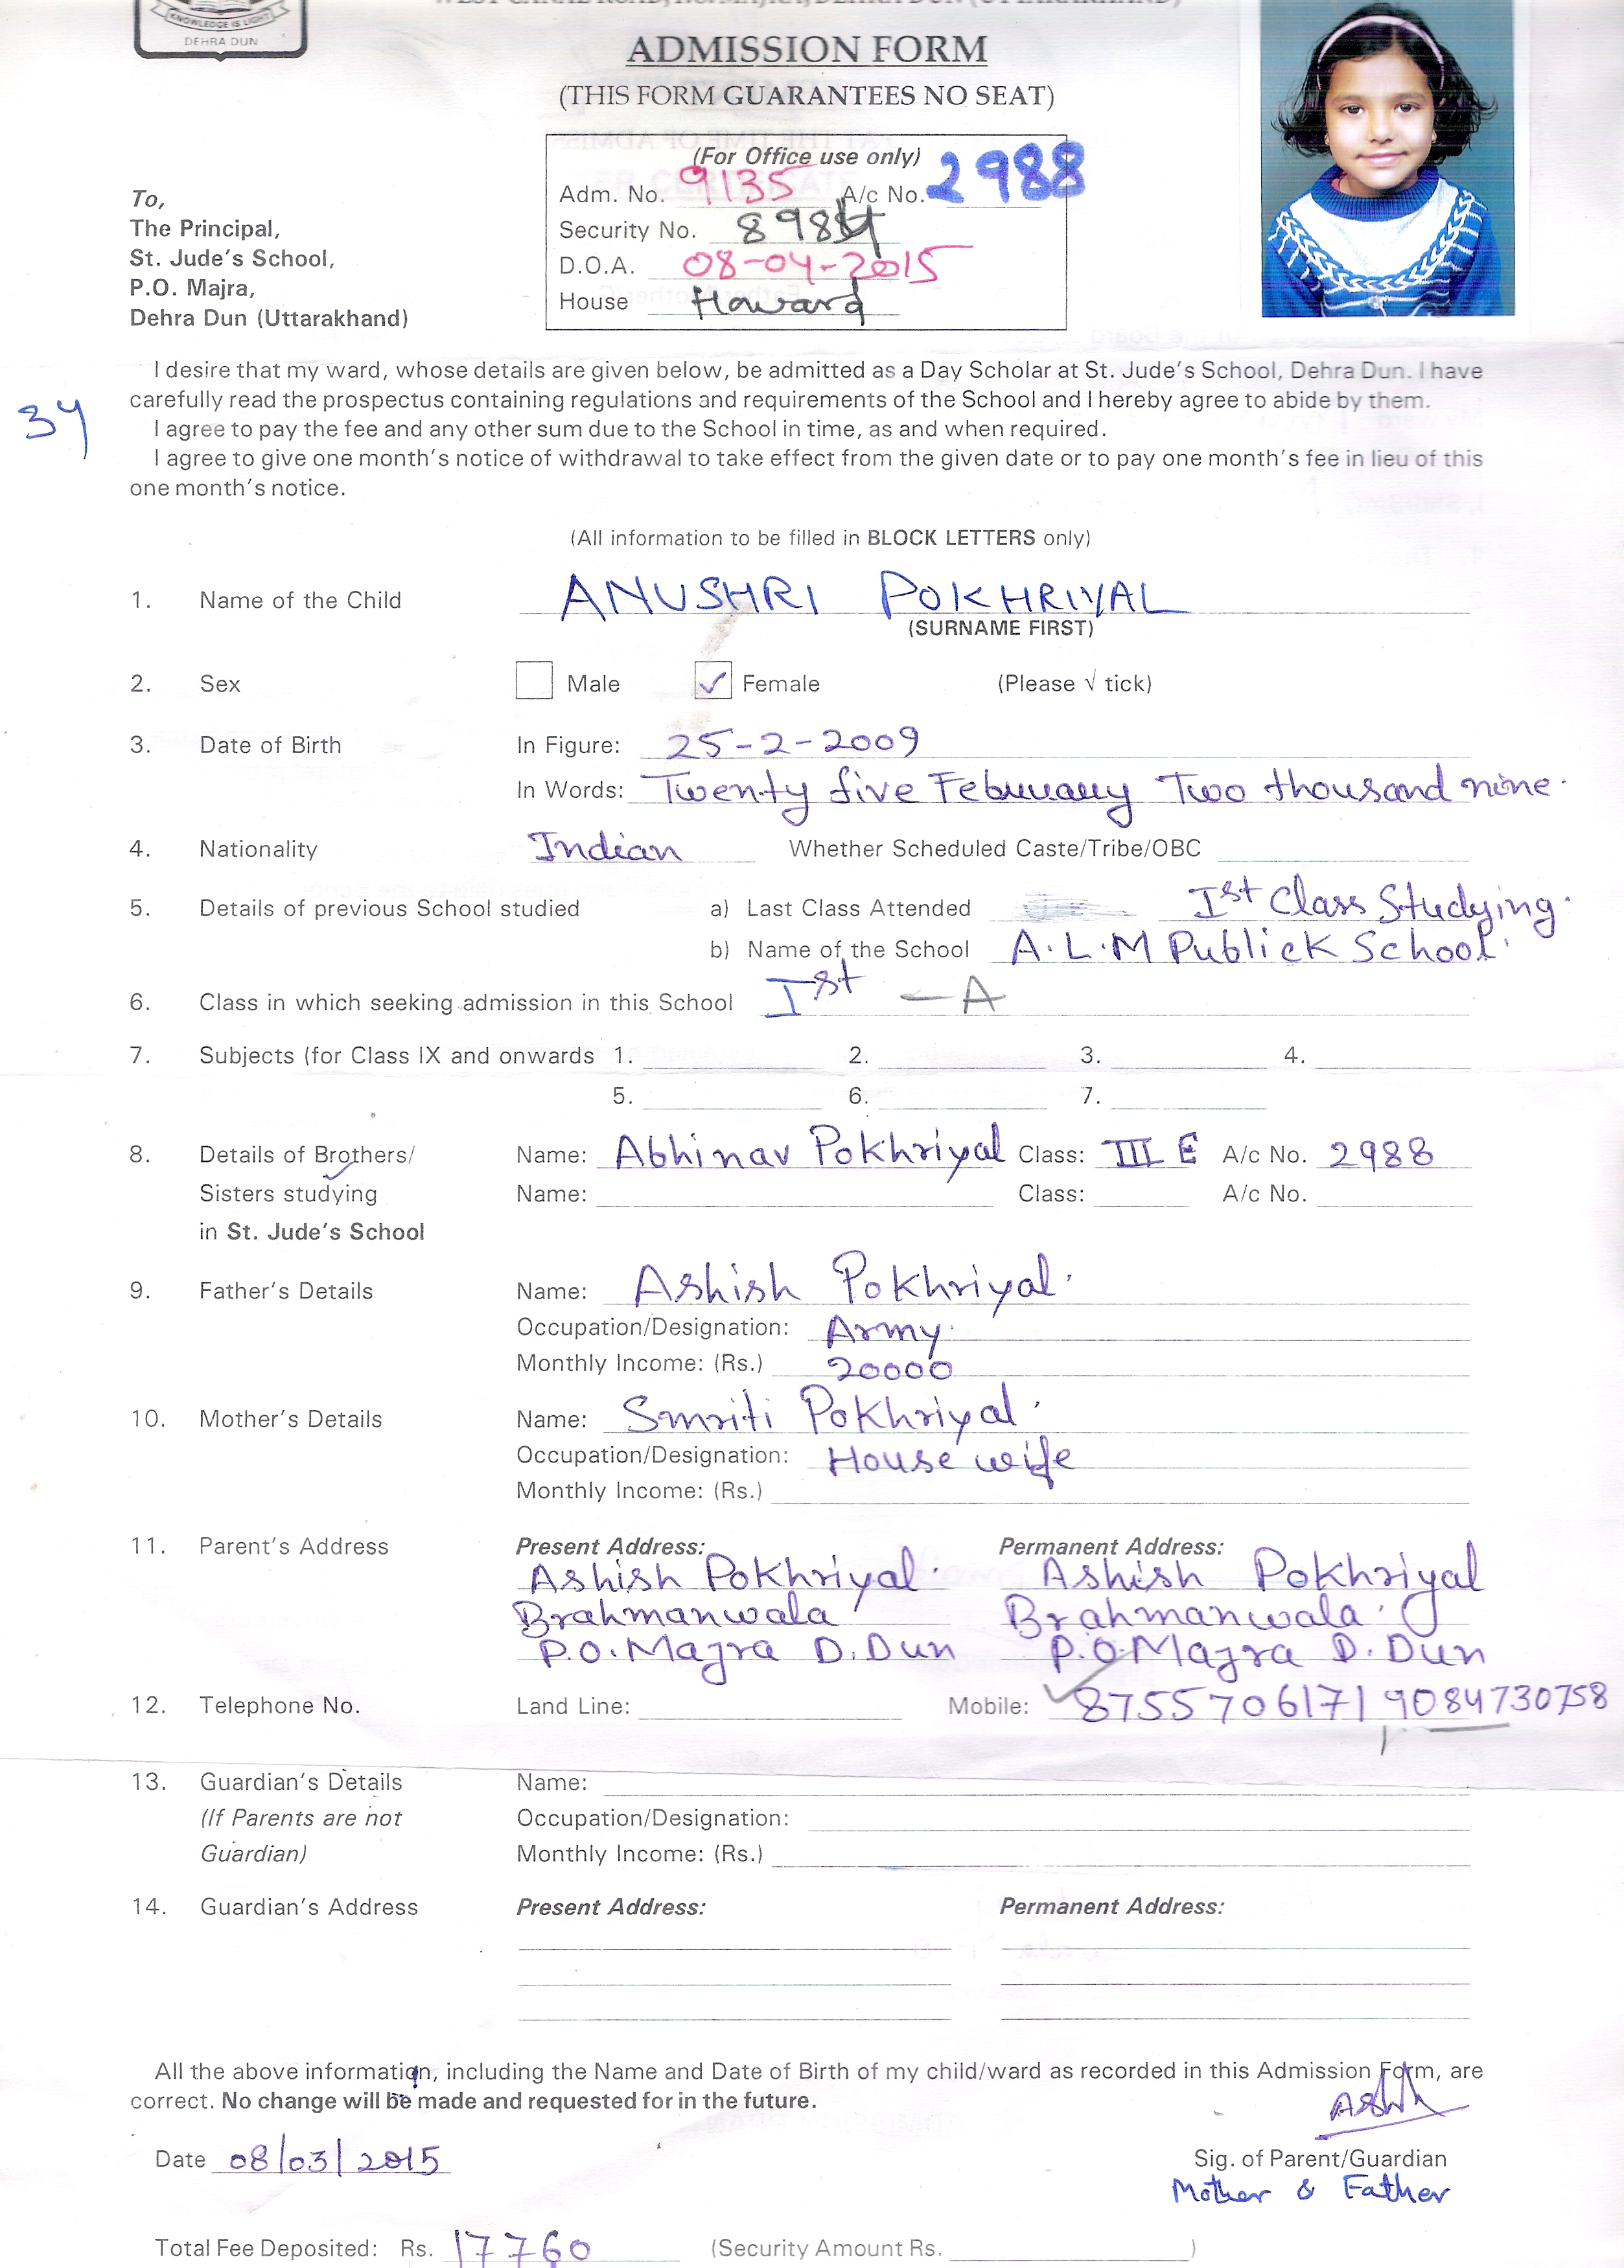 KNOWLEDGE IS LIGHT
DEHRA DUN
ADMISSION FORM
(THIS FORM GUARANTEES NO SEAT)
(For Office use only)
Adm. No. 9135 A/c No. 2988
Security No. 8984
D.O.A. 08-04-2015
House Howard
To,
The Principal,
St. Jude's School,
P.O. Majra,
Dehra Dun (Uttarakhand)
I desire that my ward, whose details are given below, be admitted as a Day Scholar at St. Jude's School, Dehra Dun. I have
carefully read the prospectus containing regulations and requirements of the School and I hereby agree to abide by them.
34
I agree to pay the fee and any other sum due to the School in time, as and when required.
I agree to give one month's notice of withdrawal to take effect from the given date or to pay one month's fee in lieu of this
one month's notice.
(All information to be filled in BLOCK LETTERS only)
1. Name of the Child ANUSHRI POKHRIYAL
(SURNAME FIRST)
2. Sex Male ✓ Female (Please √ tick)
3. Date of Birth In Figure: 25-2-2009
In Words: Twenty five Februuary Two thousand nine.
4. Nationality Indian Whether Scheduled Caste/Tribe/OBC
5. Details of previous School studied a) Last Class Attended Ist Class Studying.
b) Name of the School A.L.M Publick School.
6. Class in which seeking admission in this School Ist - A
7. Subjects (for Class IX and onwards 1. 2. 3. 4.
5. 6. 7.
8. Details of Brothers/ Name: Abhinav Pokhriyal Class: III E A/c No. 2988
Sisters studying Name: Class: A/c No.
in St. Jude's School
9. Father's Details Name: Ashish Pokhriyal.
Occupation/Designation: Army.
Monthly Income: (Rs.) 20000
10. Mother's Details Name: Smriti Pokhriyal.
Occupation/Designation: House wife
Monthly Income: (Rs.)
11. Parent's Address Present Address: Permanent Address:
Ashish Pokhriyal. Ashish Pokhriyal
Brahmanwala Brahmanwala.
P.O. Majra D. Dun P.O Majra D. Dun
12. Telephone No. Land Line: Mobile: 8755706171 9084730758
13. Guardian's Details Name:
(If Parents are not Occupation/Designation:
Guardian) Monthly Income: (Rs.)
14. Guardian's Address Present Address: Permanent Address:
All the above information, including the Name and Date of Birth of my child/ward as recorded in this Admission Form, are
correct. No change will be made and requested for in the future.
Date 08/03/2015 Sig. of Parent/Guardian
Mother & Father
Total Fee Deposited: Rs. 17760 (Security Amount Rs. )